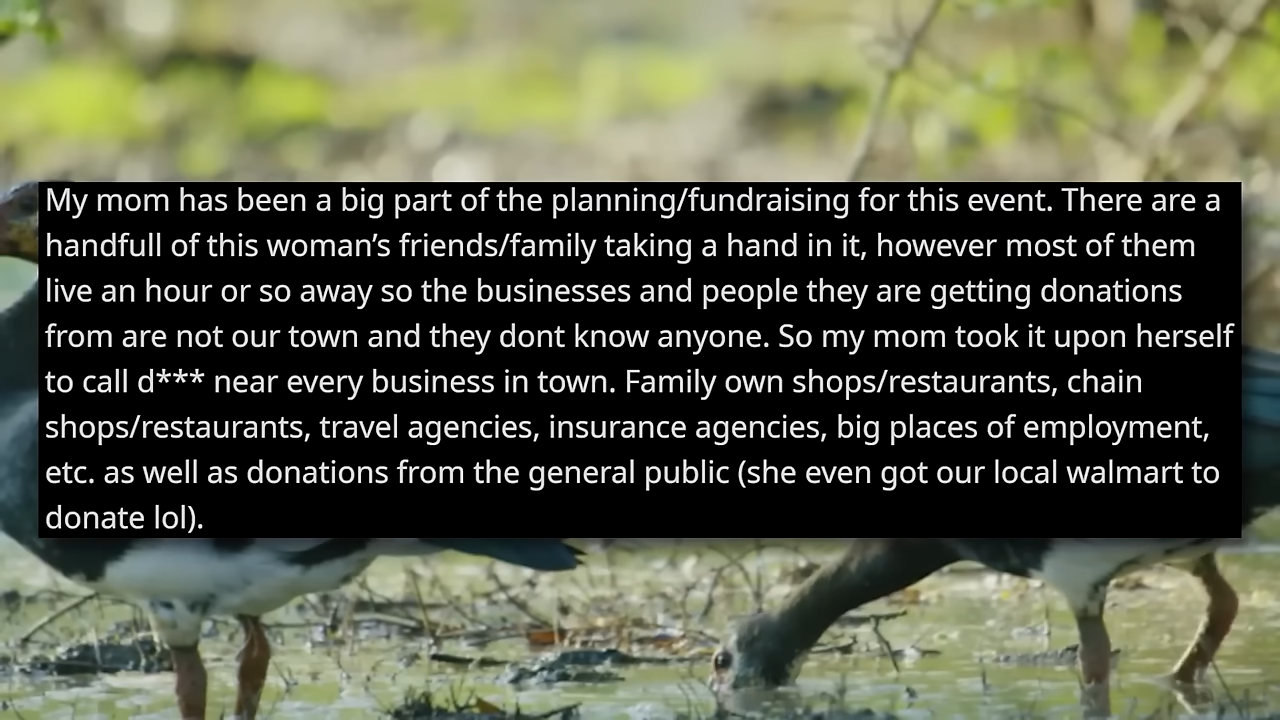 My mom has been a big part of the planning/fundraising for this event. There are a
handfull of this woman’s friends/family taking a hand in it, however most of them
live an hour or so away so the businesses and people they are getting donations
from are not our town and they dont know anyone. So my mom took it upon herself
to call d*** near every business in town. Family own shops/restaurants, chain
shops/restaurants, travel agencies, insurance agencies, big places of employment,
etc. as well as donations from the general public (she even got our local walmart to
donate lol).